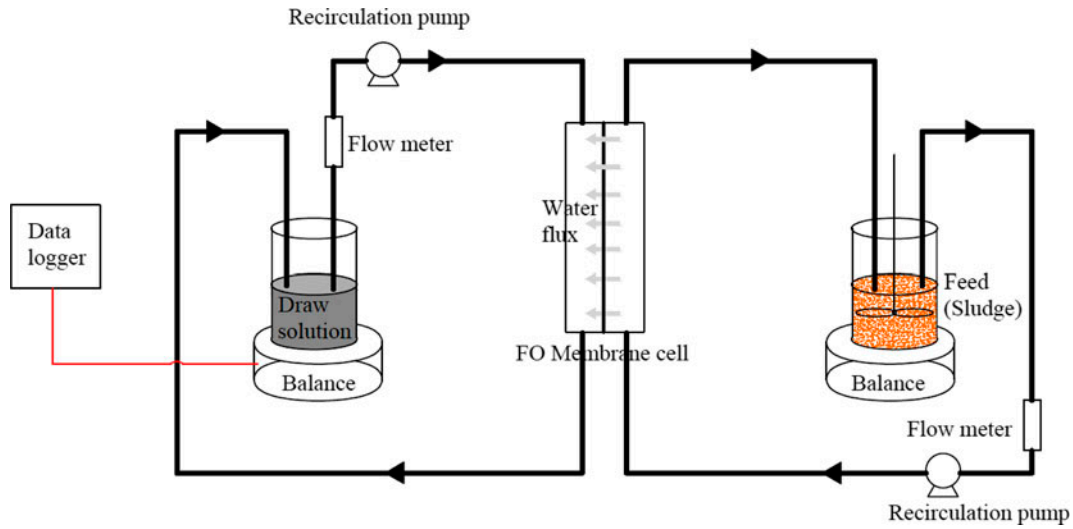 Recirculation pump
Flow meter
Data
logger
Water
flux
Draw
solution
Feed
(Sludge)
FO Membrane cell
Balance
Balance
Flow meter
Recirculation pump